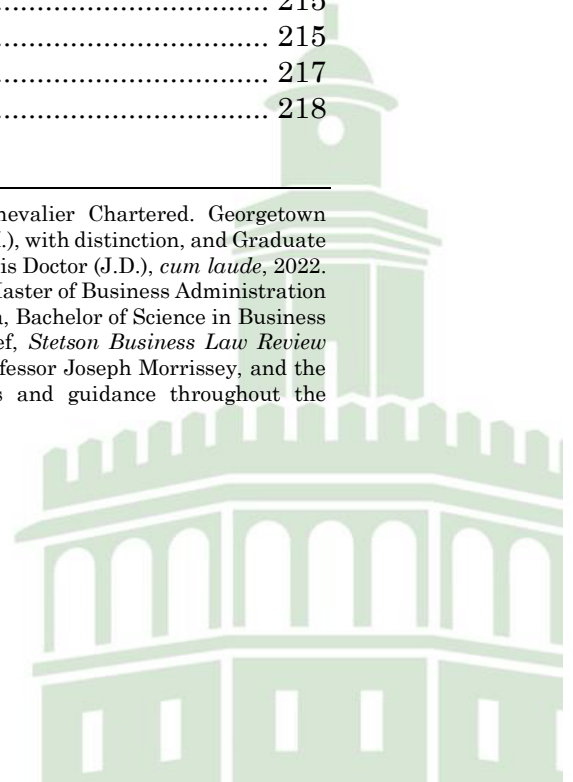 ................................ 215
................................ 215
................................ 217
................................ 218
hevalier Chartered. Georgetown
.), with distinction, and Graduate
is Doctor (J.D.), cum laude, 2022.
Master of Business Administration
, Bachelor of Science in Business
ef, Stetson Business Law Review
fessor Joseph Morrissey, and the
s and guidance throughout the